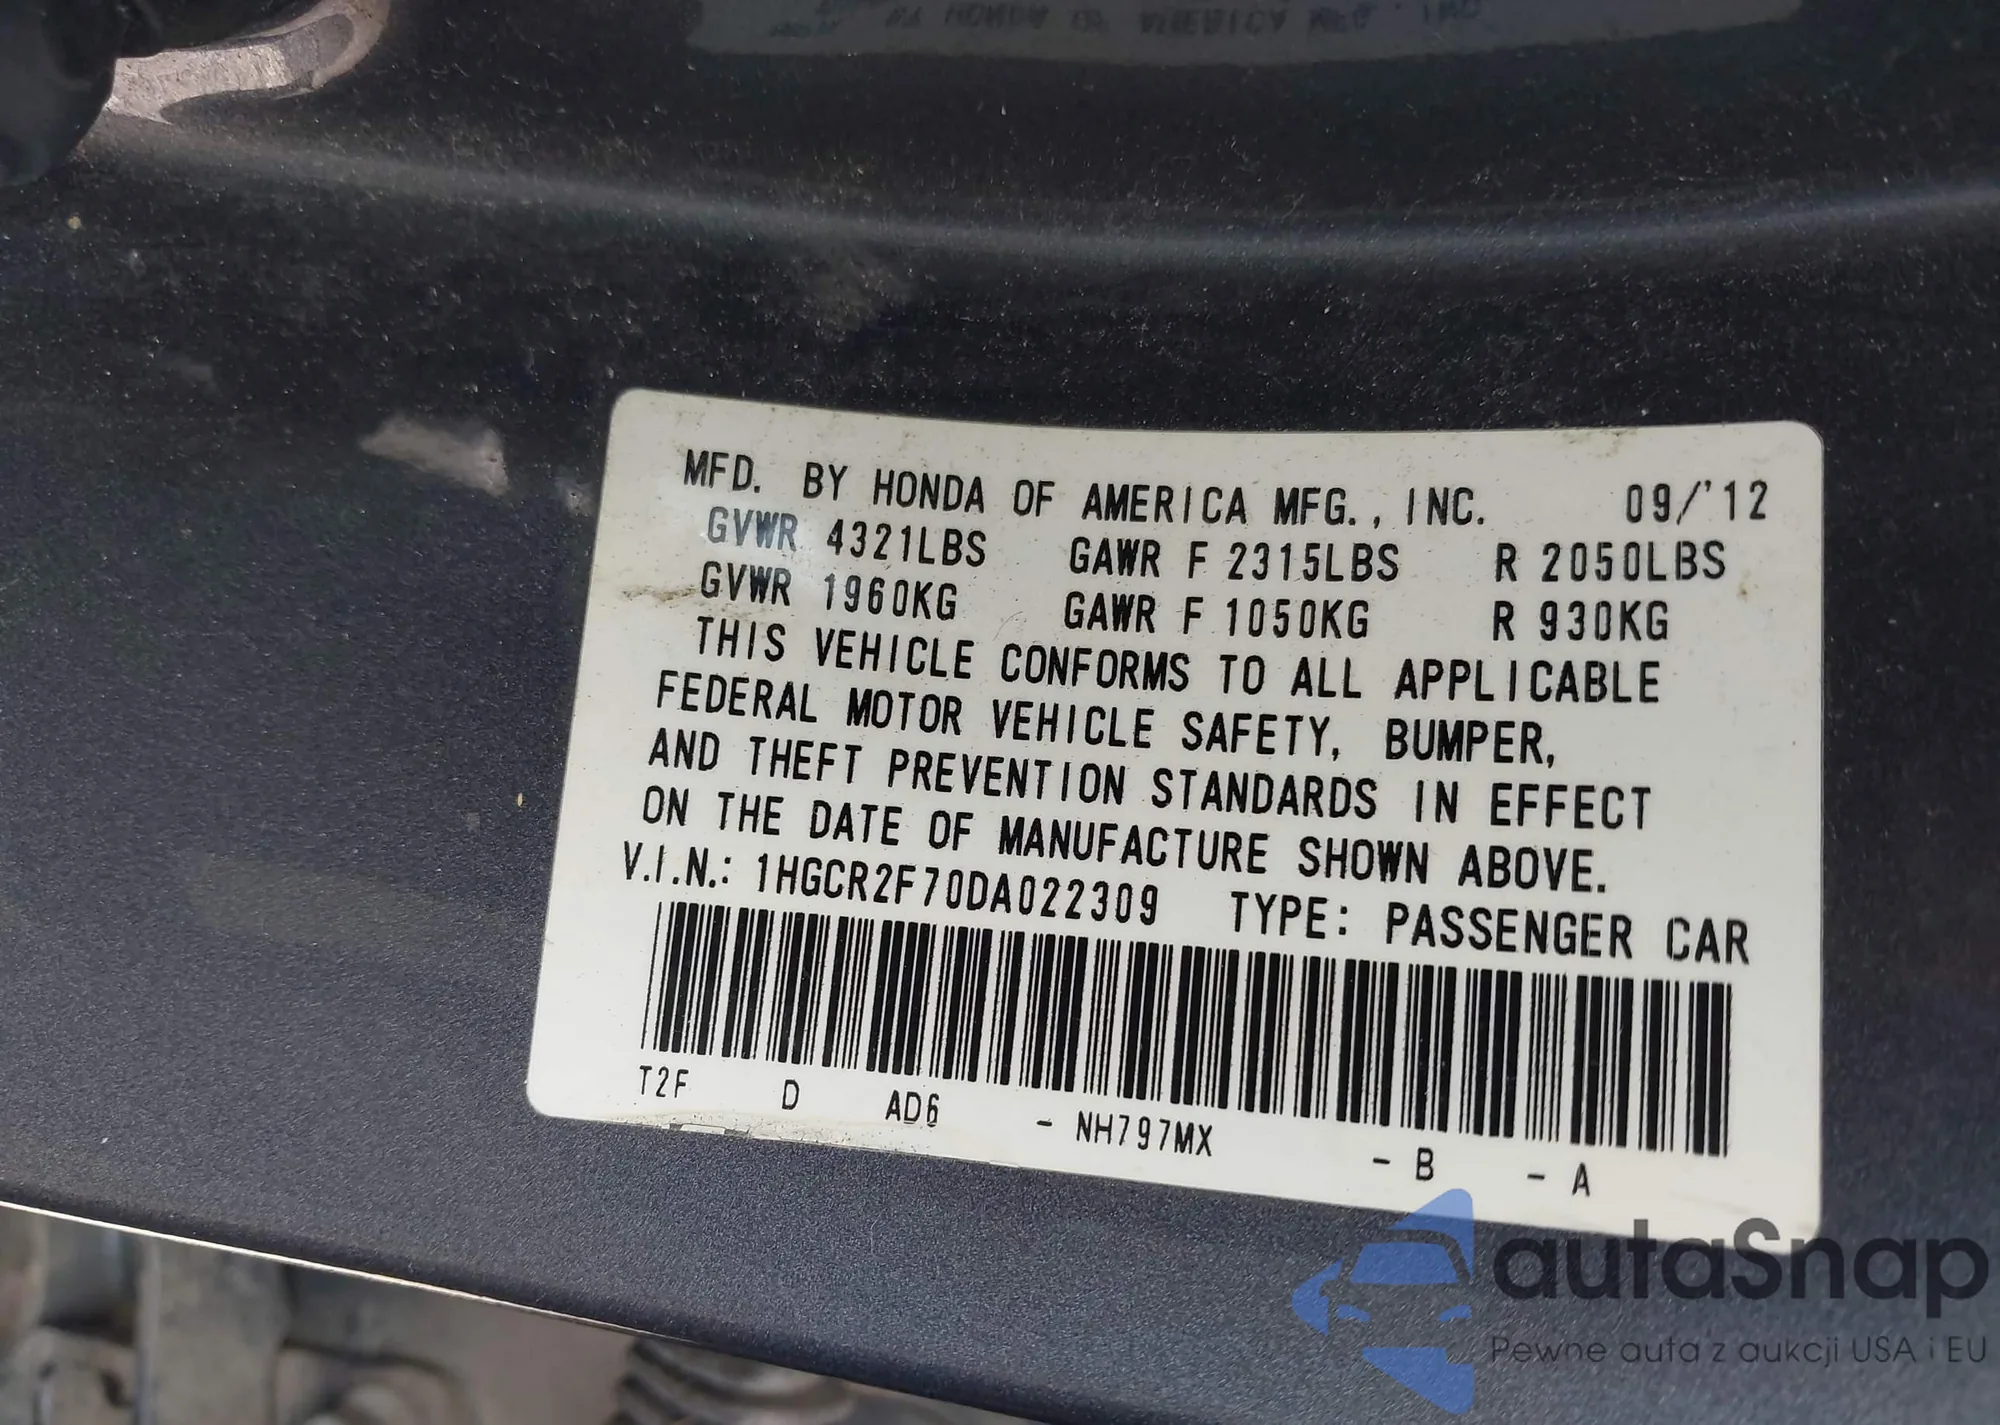 MFD. BY HONDA OF AMERICA MFG., INC. 09/'12
GVWR 4321LBS GAWR F 2315LBS R 2050LBS
GVWR 1960KG GAWR F 1050KG R 930KG
THIS VEHICLE CONFORMS TO ALL APPLICABLE
FEDERAL MOTOR VEHICLE SAFETY, BUMPER,
AND THEFT PREVENTION STANDARDS IN EFFECT
ON THE DATE OF MANUFACTURE SHOWN ABOVE.
V.I.N.: 1HGCR2F70DA022309 TYPE: PASSENGER CAR
T2F D AD6 - NH797MX - B - A
autaSnap
Pewne auta z aukcji USA i EU